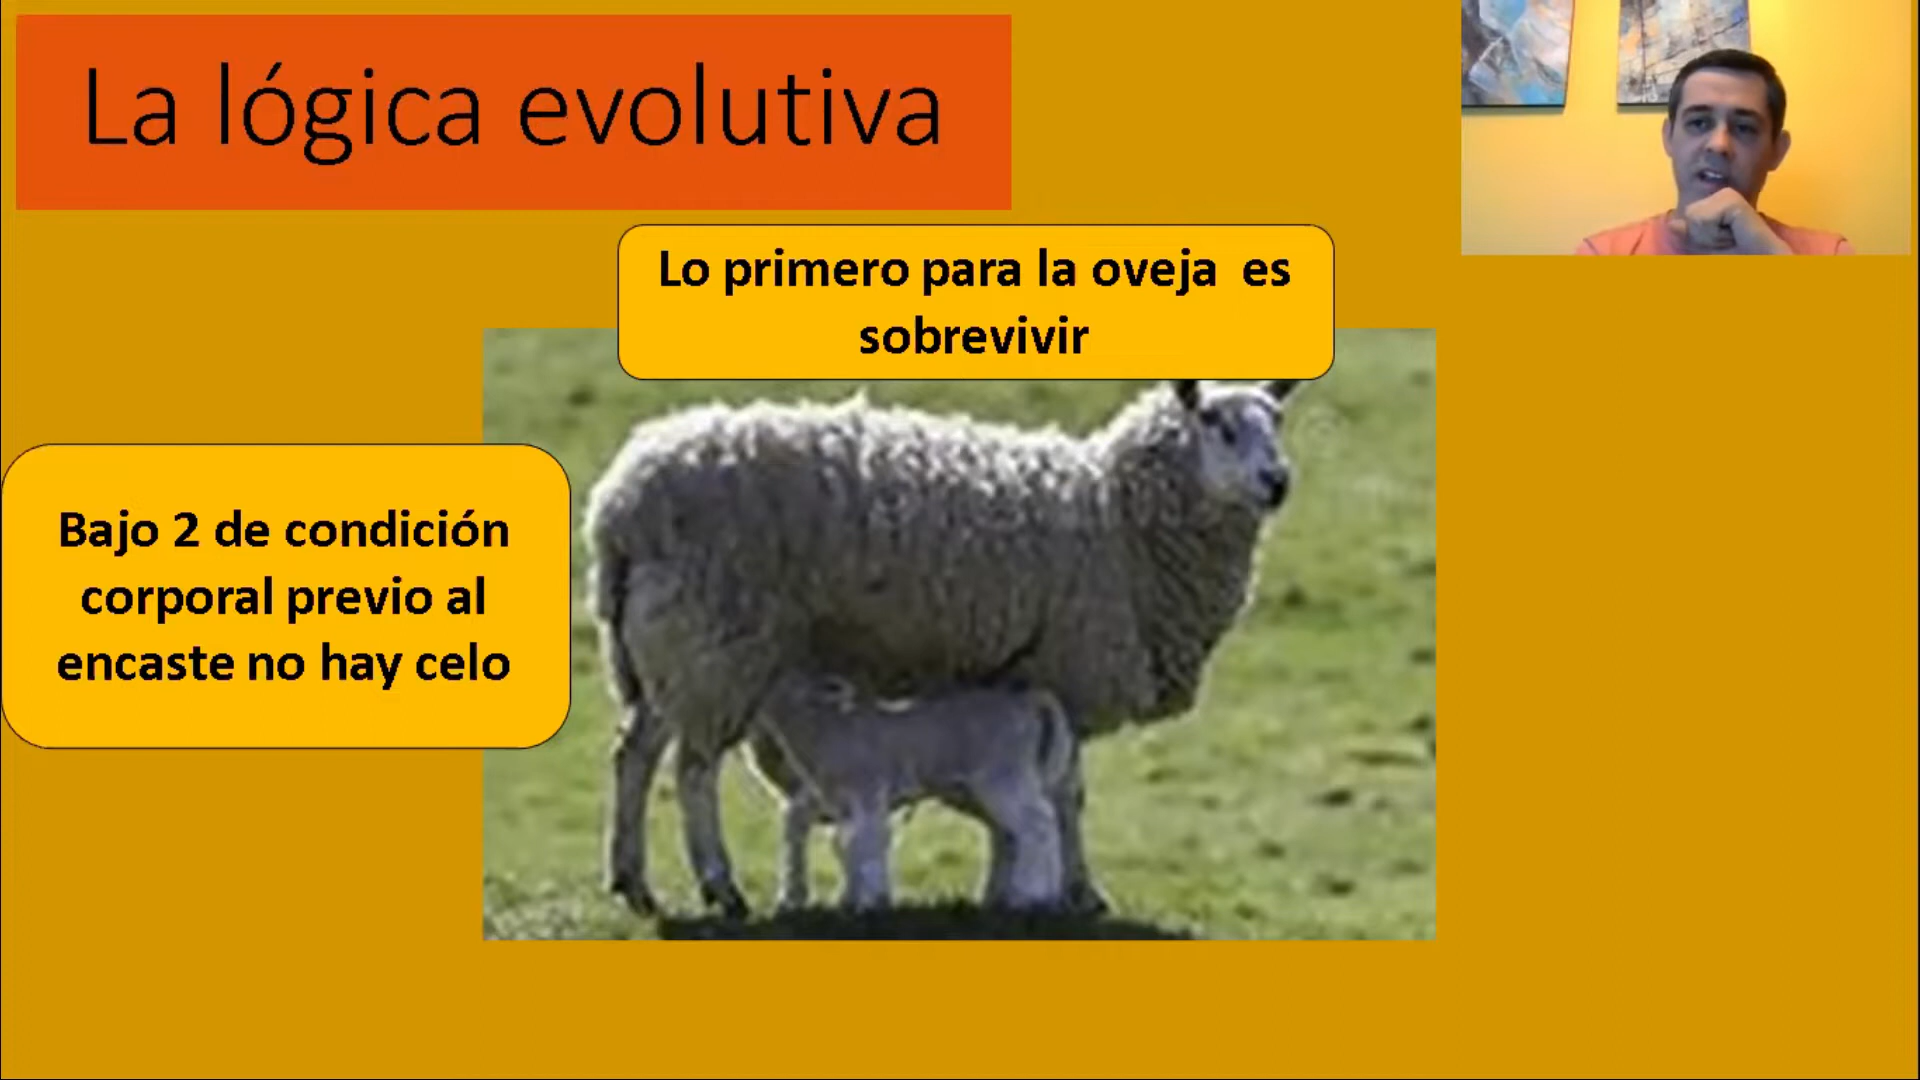 La lógica evolutiva
Lo primero para la oveja es
sobrevivir
Bajo 2 de condición
corporal previo al
encaste no hay celo